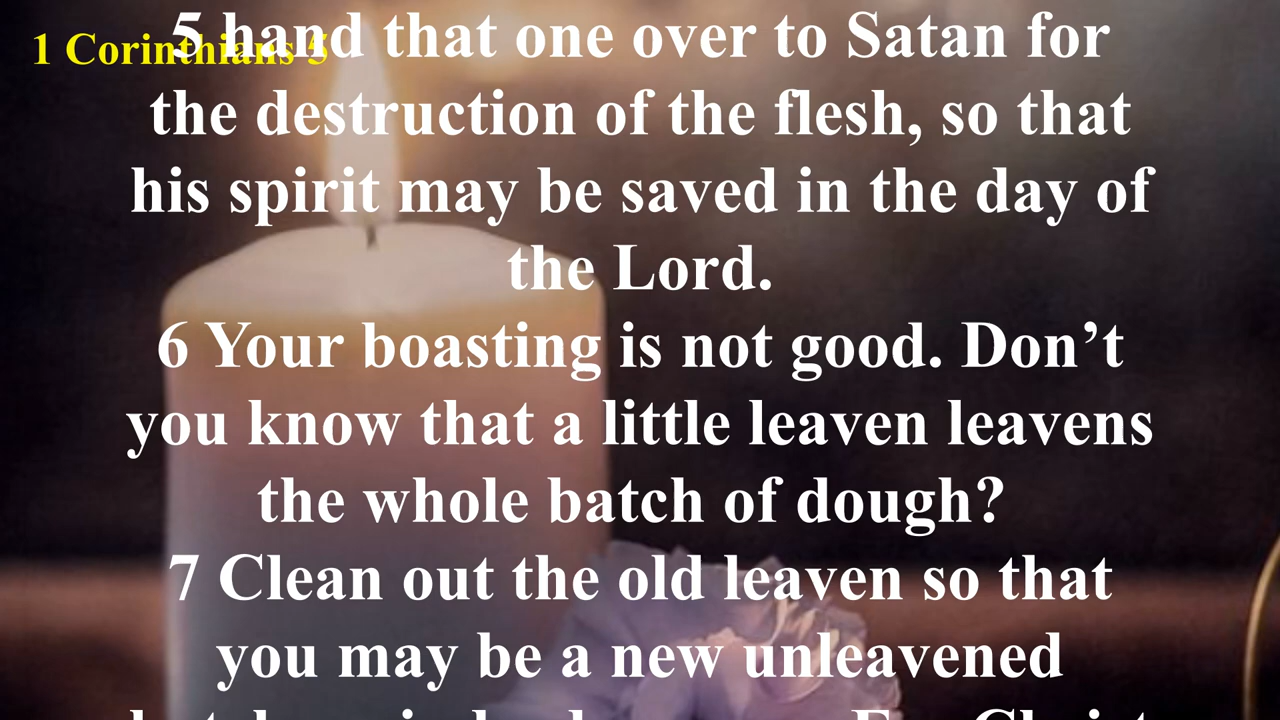 1 Corinthians 5
5 hand that one over to Satan for
the destruction of the flesh, so that
his spirit may be saved in the day of
the Lord.
6 Your boasting is not good. Don’t
you know that a little leaven leavens
the whole batch of dough?
7 Clean out the old leaven so that
you may be a new unleavened